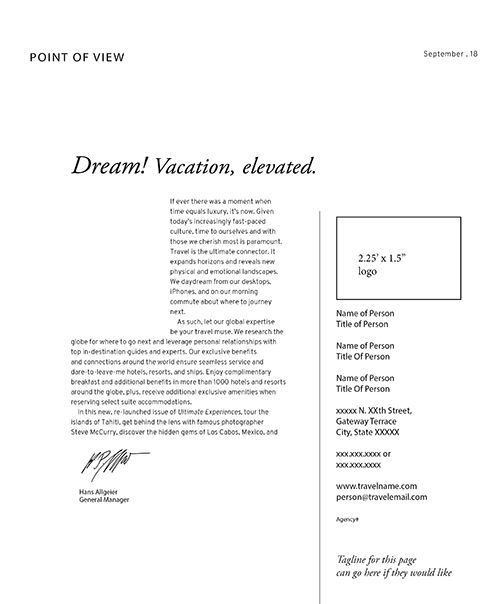 POINT OF VIEW
September . 18
Dream! Vacation, elevated.
If ever there was a moment when
time equals luxury, it's now. Given
today's increasingly fast-paced
culture, time to ourselves and with
those we cherish most is paramount.
Travel is the ultimate connector. It
expands horizons and reveals new
physical and emotional landscapes.
We daydream from our desktops,
iPhones, and on our morning
commute about where to journey
next.
As such, let our global expertise
be your travel muse. We research the
globe for where to go next and leverage personal relationships with
top in-destination guides and experts. Our exclusive benefits
and connections around the world ensure seamless service and
dare-to-leave-me hotels, resorts, and ships. Enjoy complimentary
breakfast and additional benefits in more than 1000 hotels and resorts
around the globe, plus, receive additional exclusive amenities when
reserving select suite accommodations.
In this new, re-launched issue of Ultimate Experiences, tour the
islands of Tahiti, get behind the lens with famous photographer
Steve McCurry, discover the hidden gems of Los Cabos, Mexico, and
Hans Allgeier
General Manager
2.25' x 1.5"
logo
Name of Person
Title of Person
Name of Person
Title Of Person
Name of Person
Title Of Person
xxxxx N. XXth Street,
Gateway Terrace
City, State XXXXX
xxx.xxx.xxxx or
xxx.xxx.xxxx
www.travelname.com
person@travelemail.com
Agency#
Tagline for this page
can go here if they would like